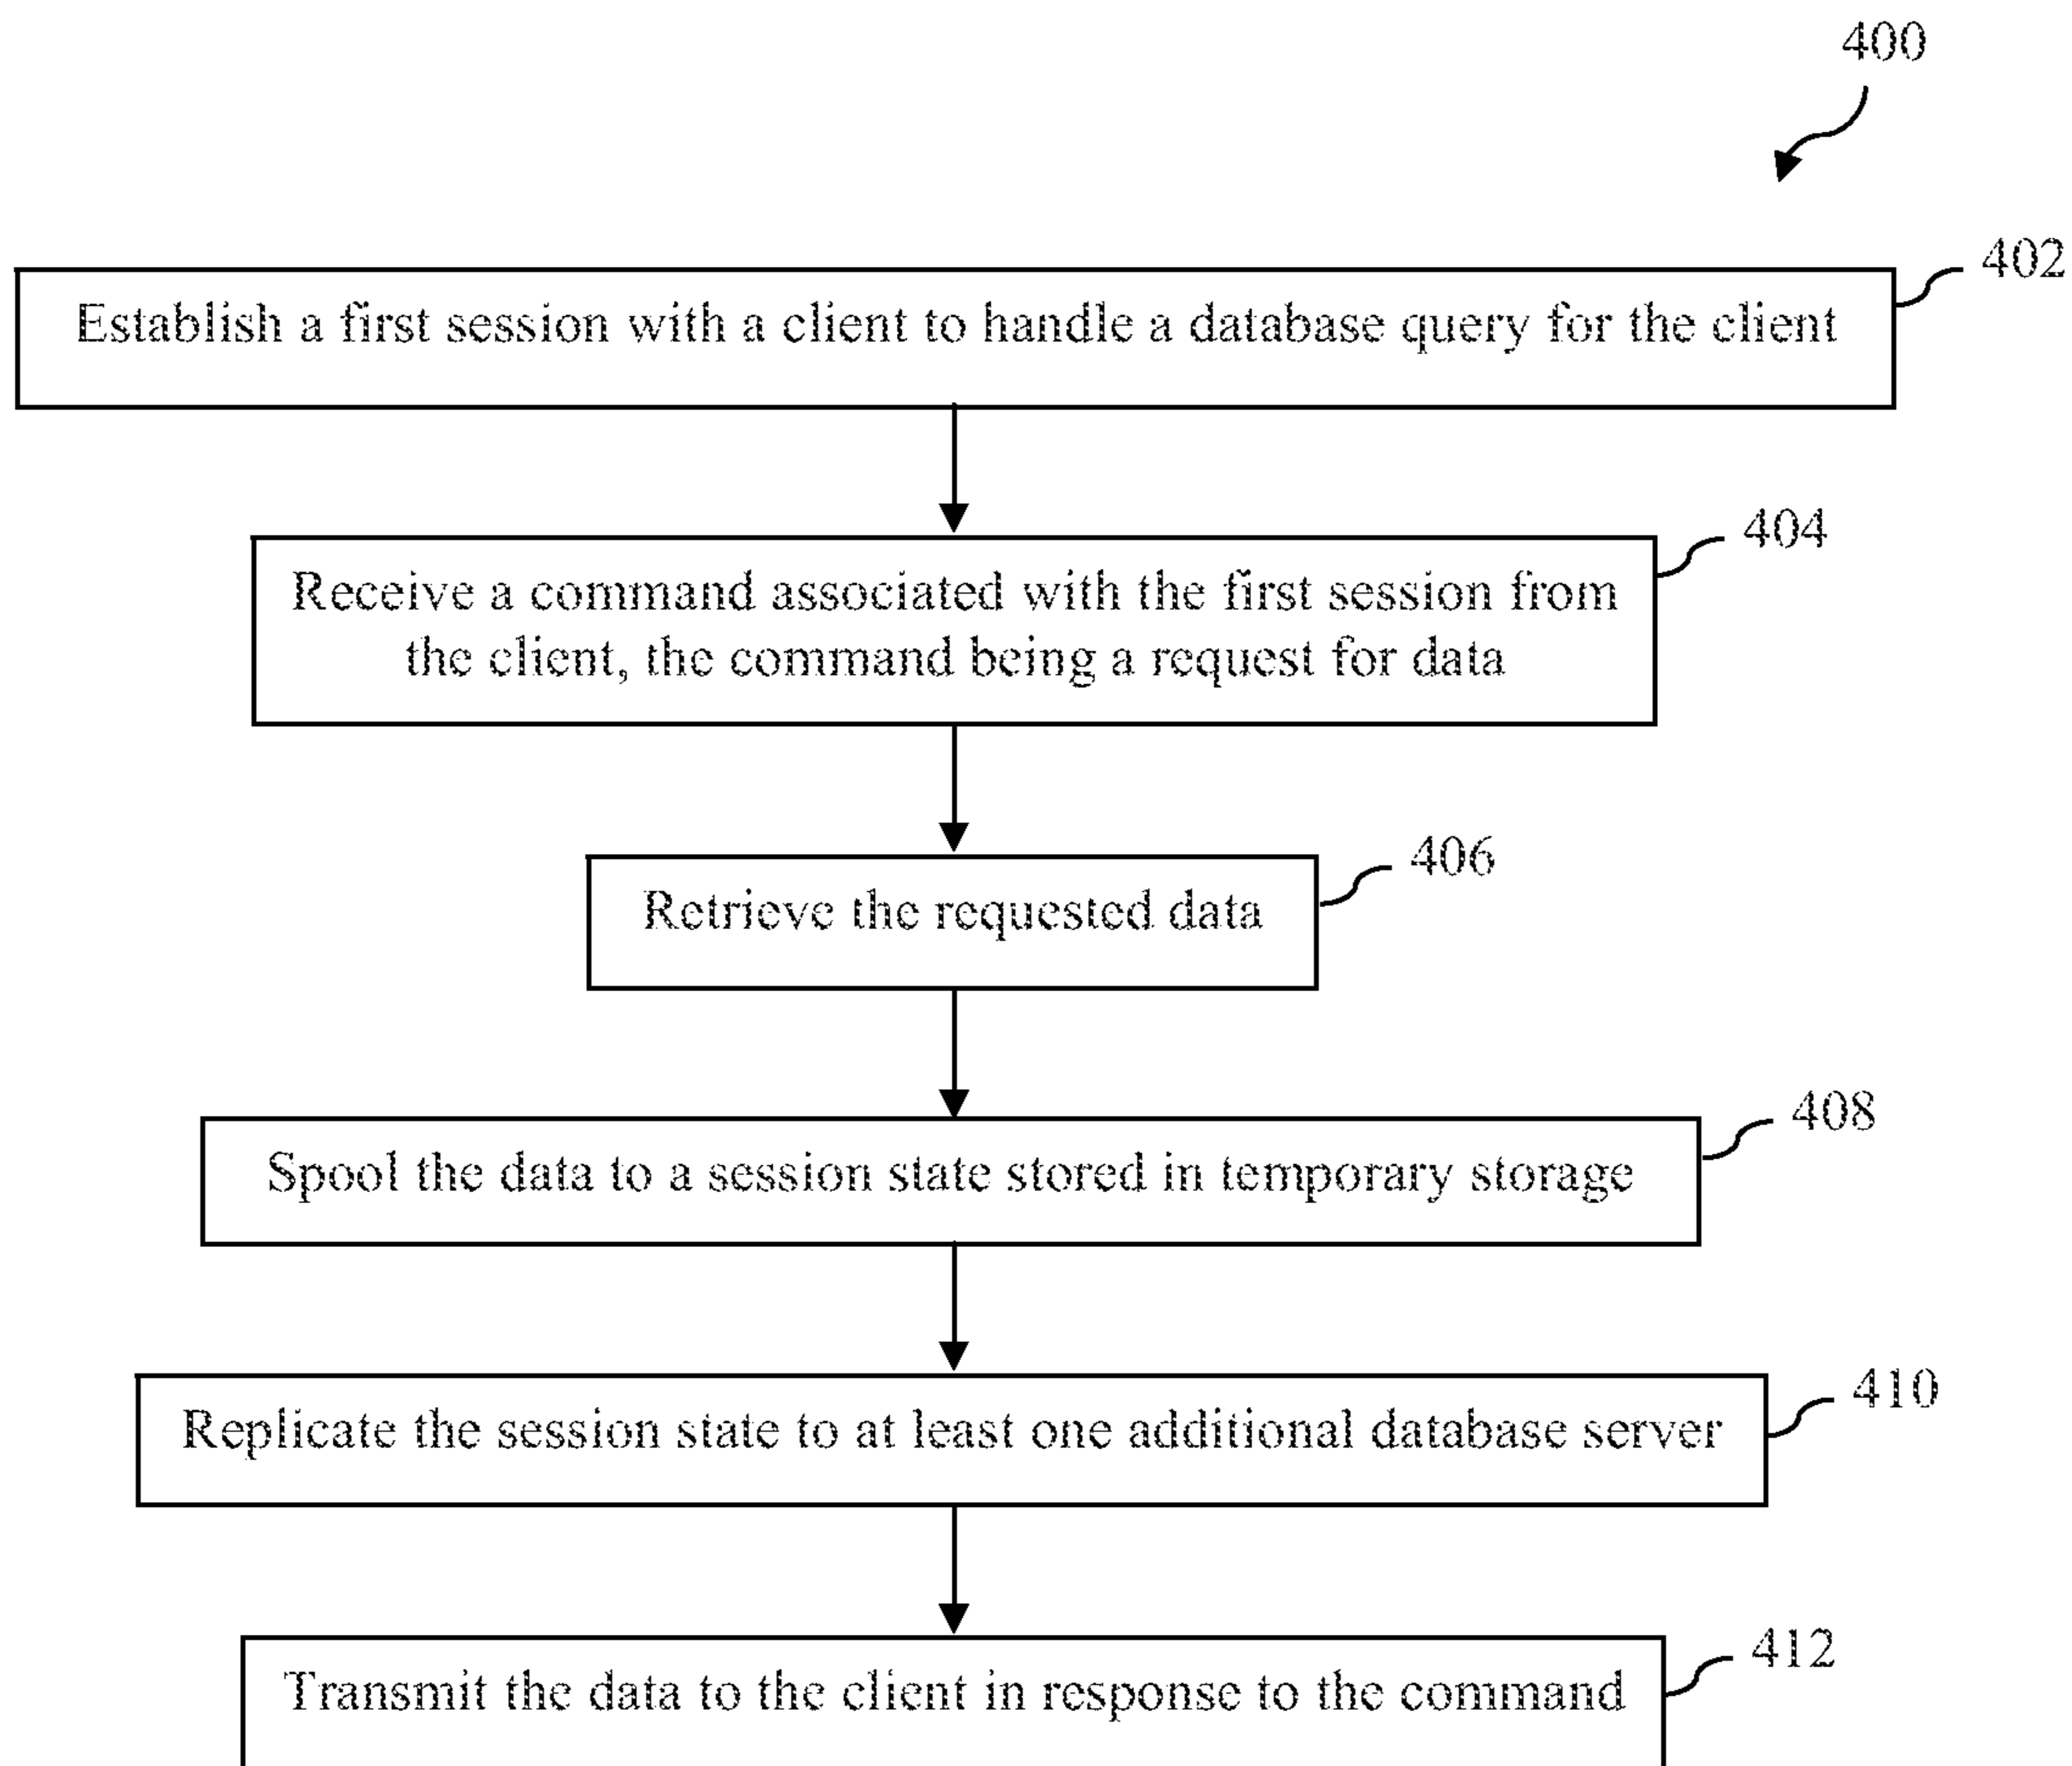 400
402
Establish a first session with a client to handle a database query for the client
404
Receive a command associated with the first session from
the client, the command being a request for data
406
Retrieve the requested data
408
Spool the data to a session state stored in temporary storage
410
Replicate the session state to at least one additional database server
412
Transmit the data to the client in response to the command